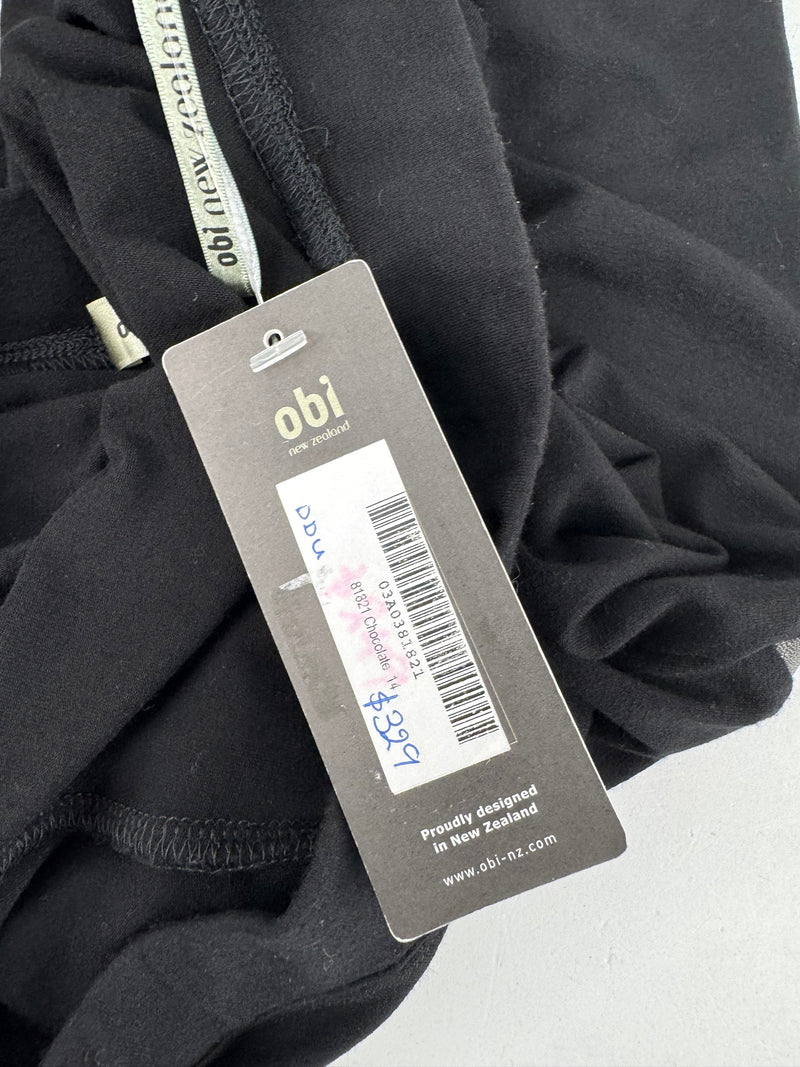 obi new zealan
obi
new zealand
DDU
03A0381821
81821 Chocolate 14
$329
Proudly designed
in New Zealand
www.obi-nz.com